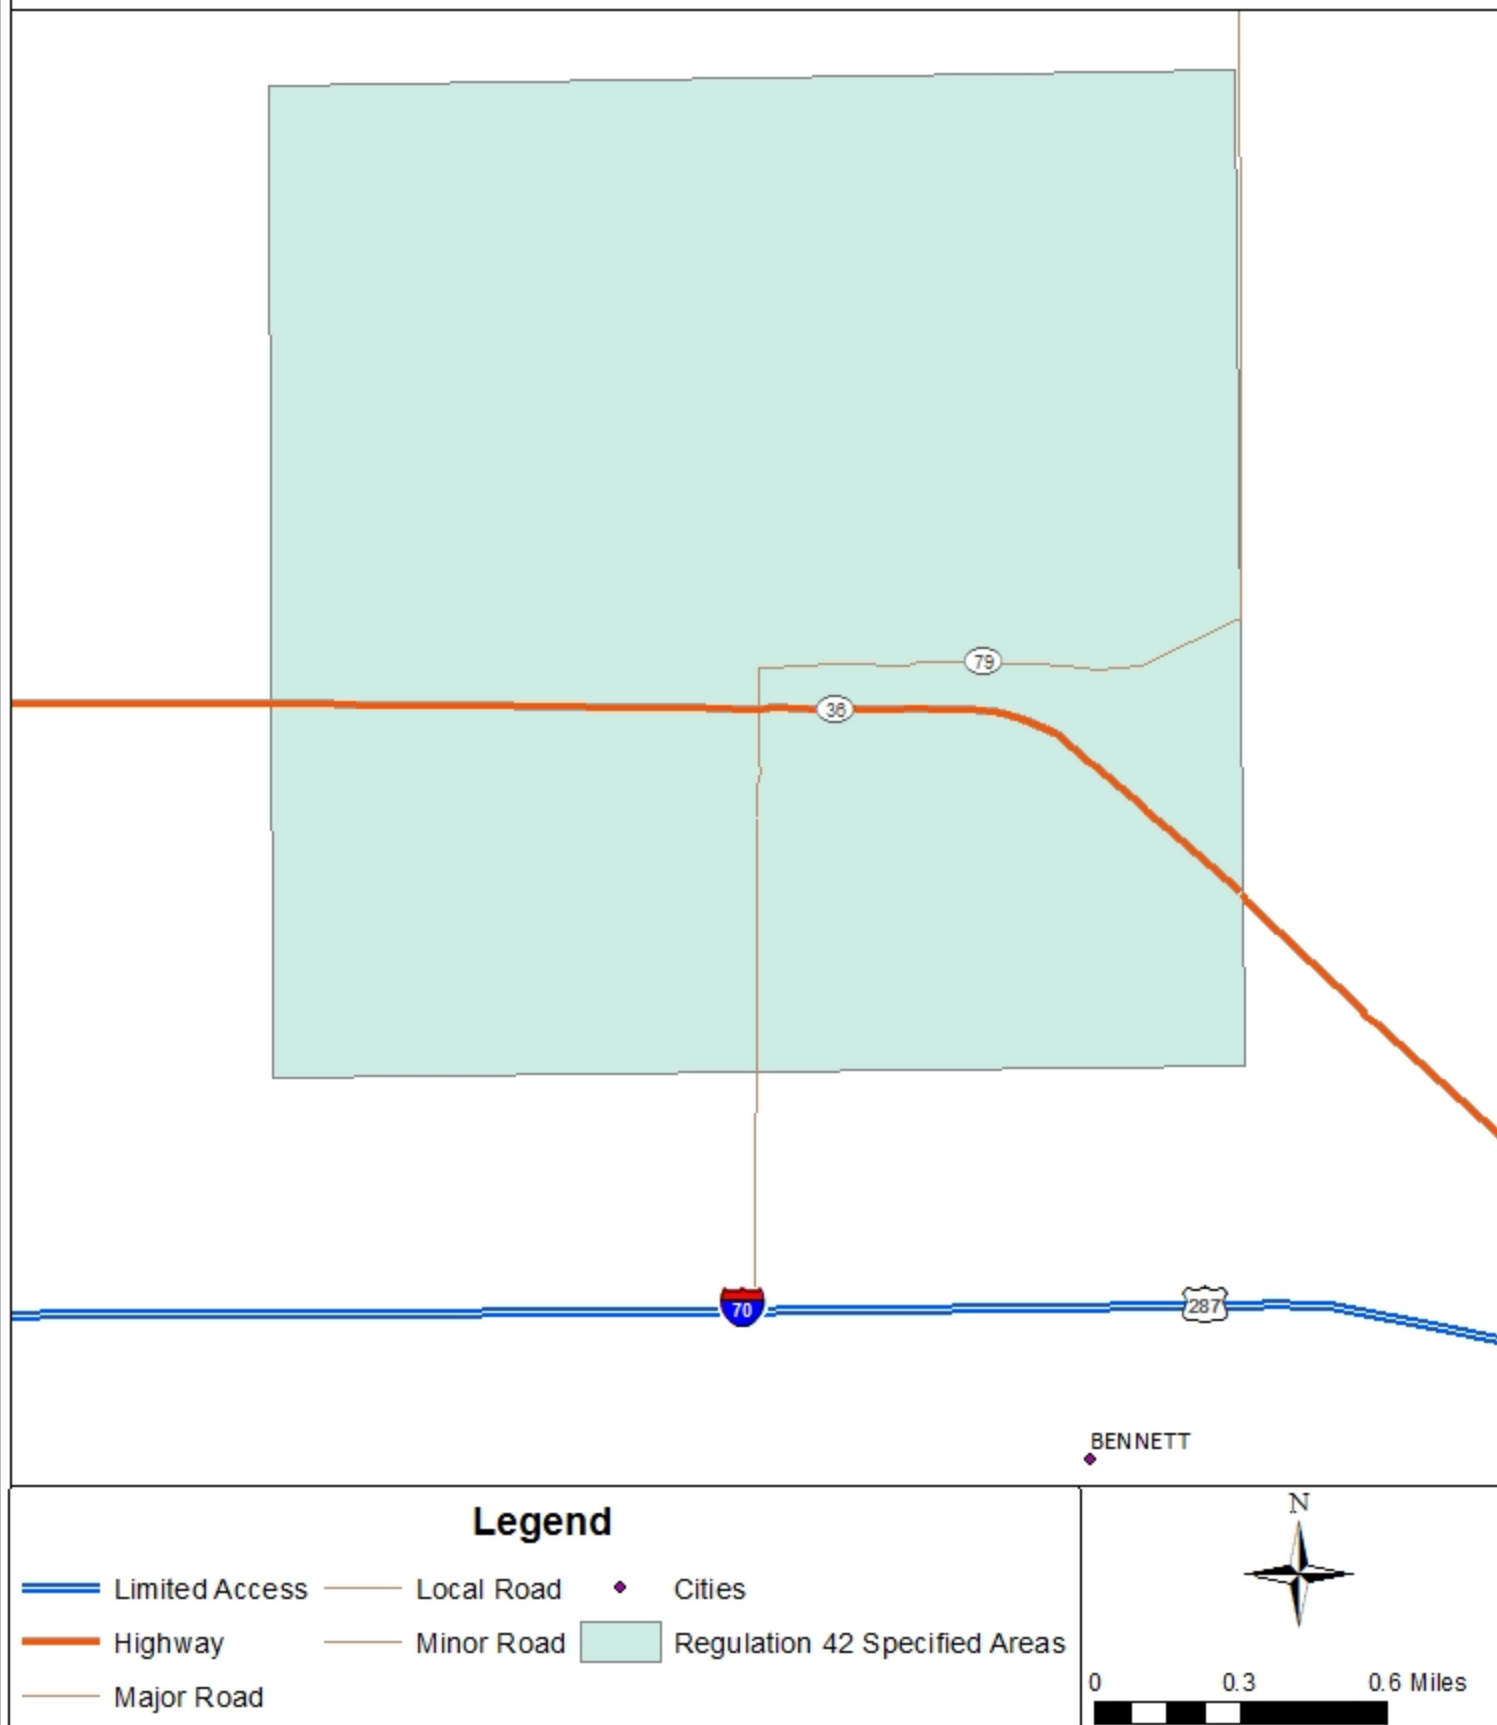 79
36
70
287
BENNETT
Legend
Limited Access
Local Road
Cities
Highway
Minor Road
Regulation 42 Specified Areas
Major Road
N
0 0.3 0.6 Miles